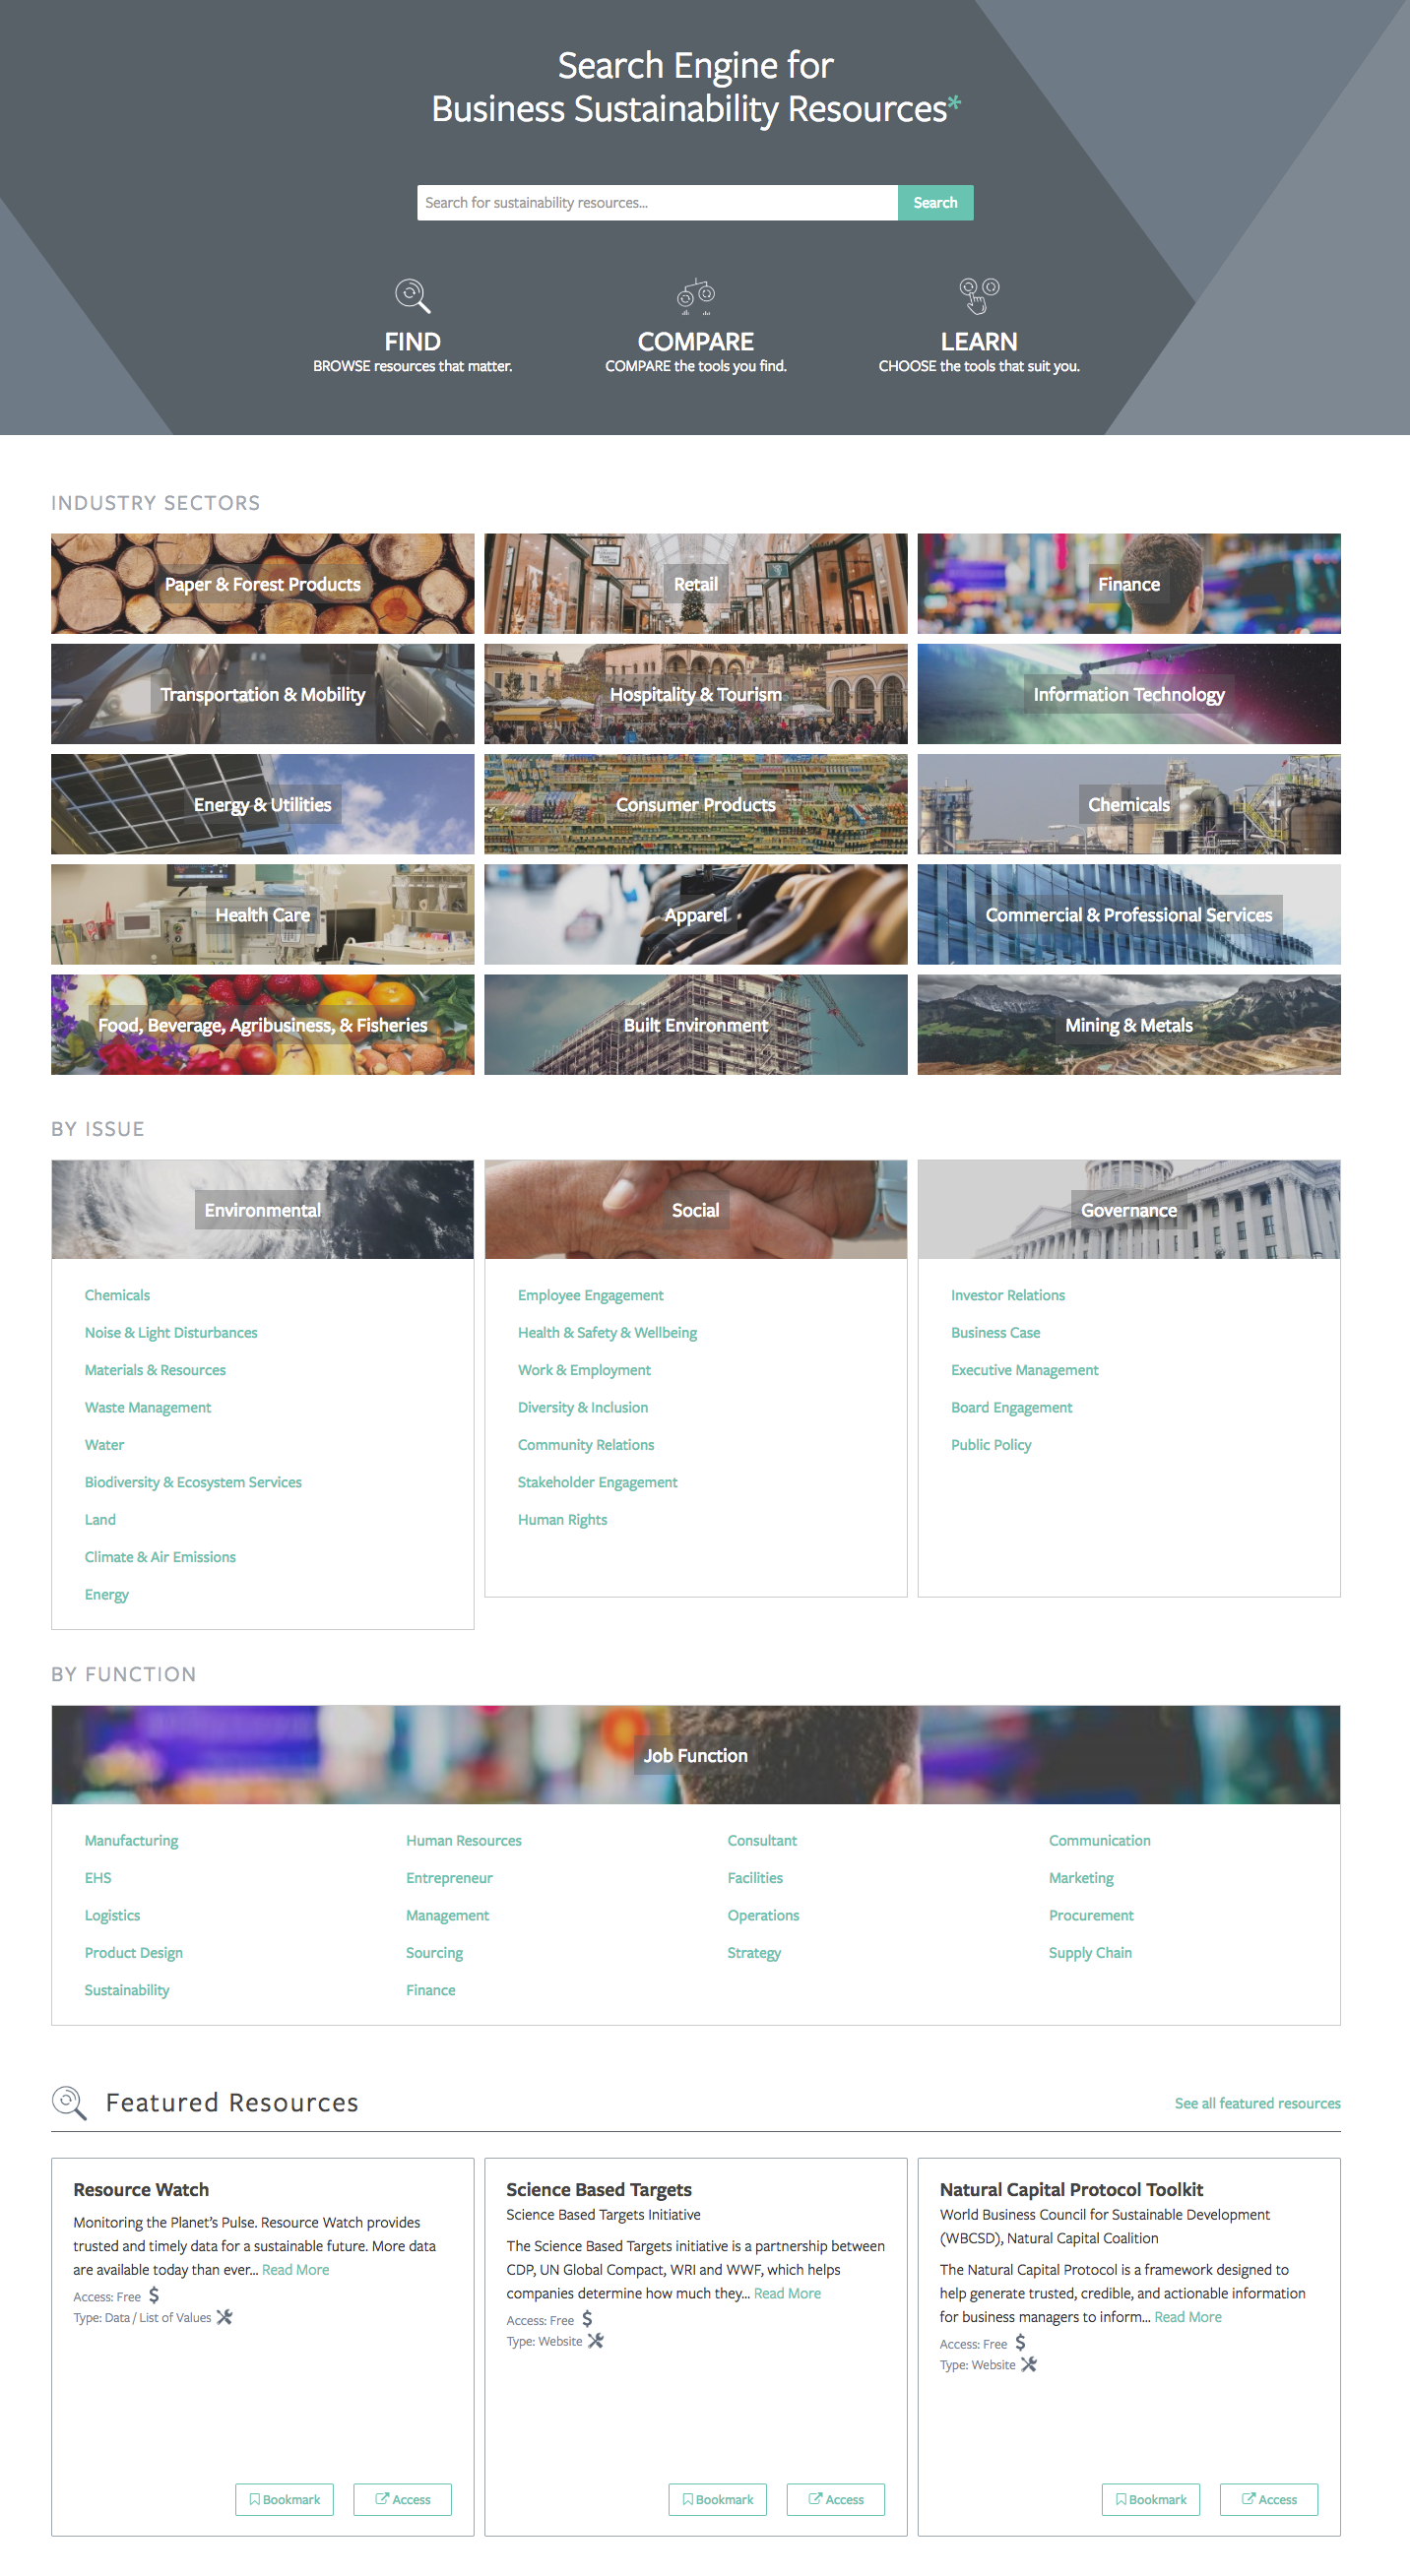 Search Engine for
Business Sustainability Resources*
Search for sustainability resources...
Search
FIND
BROWSE resources that matter.
COMPARE
COMPARE the tools you find.
LEARN
CHOOSE the tools that suit you.
INDUSTRY SECTORS
Paper & Forest Products
Retail
Finance
Transportation & Mobility
Hospitality & Tourism
Information Technology
Energy & Utilities
Consumer Products
Chemicals
Health Care
Apparel
Commercial & Professional Services
Food, Beverage, Agribusiness, & Fisheries
Built Environment
Mining & Metals
BY ISSUE
Environmental
Chemicals
Noise & Light Disturbances
Materials & Resources
Waste Management
Water
Biodiversity & Ecosystem Services
Land
Climate & Air Emissions
Energy
Social
Employee Engagement
Health & Safety & Wellbeing
Work & Employment
Diversity & Inclusion
Community Relations
Stakeholder Engagement
Human Rights
Governance
Investor Relations
Business Case
Executive Management
Board Engagement
Public Policy
BY FUNCTION
Job Function
Manufacturing
Human Resources
Consultant
Communication
EHS
Entrepreneur
Facilities
Marketing
Logistics
Management
Operations
Procurement
Product Design
Sourcing
Strategy
Supply Chain
Sustainability
Finance
Featured Resources
See all featured resources
Resource Watch
Monitoring the Planet’s Pulse. Resource Watch provides
trusted and timely data for a sustainable future. More data
are available today than ever... Read More
Access: Free $
Type: Data / List of Values
Bookmark
Access
Science Based Targets
Science Based Targets Initiative
The Science Based Targets initiative is a partnership between
CDP, UN Global Compact, WRI and WWF, which helps
companies determine how much they... Read More
Access: Free $
Type: Website
Bookmark
Access
Natural Capital Protocol Toolkit
World Business Council for Sustainable Development
(WBCSD), Natural Capital Coalition
The Natural Capital Protocol is a framework designed to
help generate trusted, credible, and actionable information
for business managers to inform... Read More
Access: Free $
Type: Website
Bookmark
Access